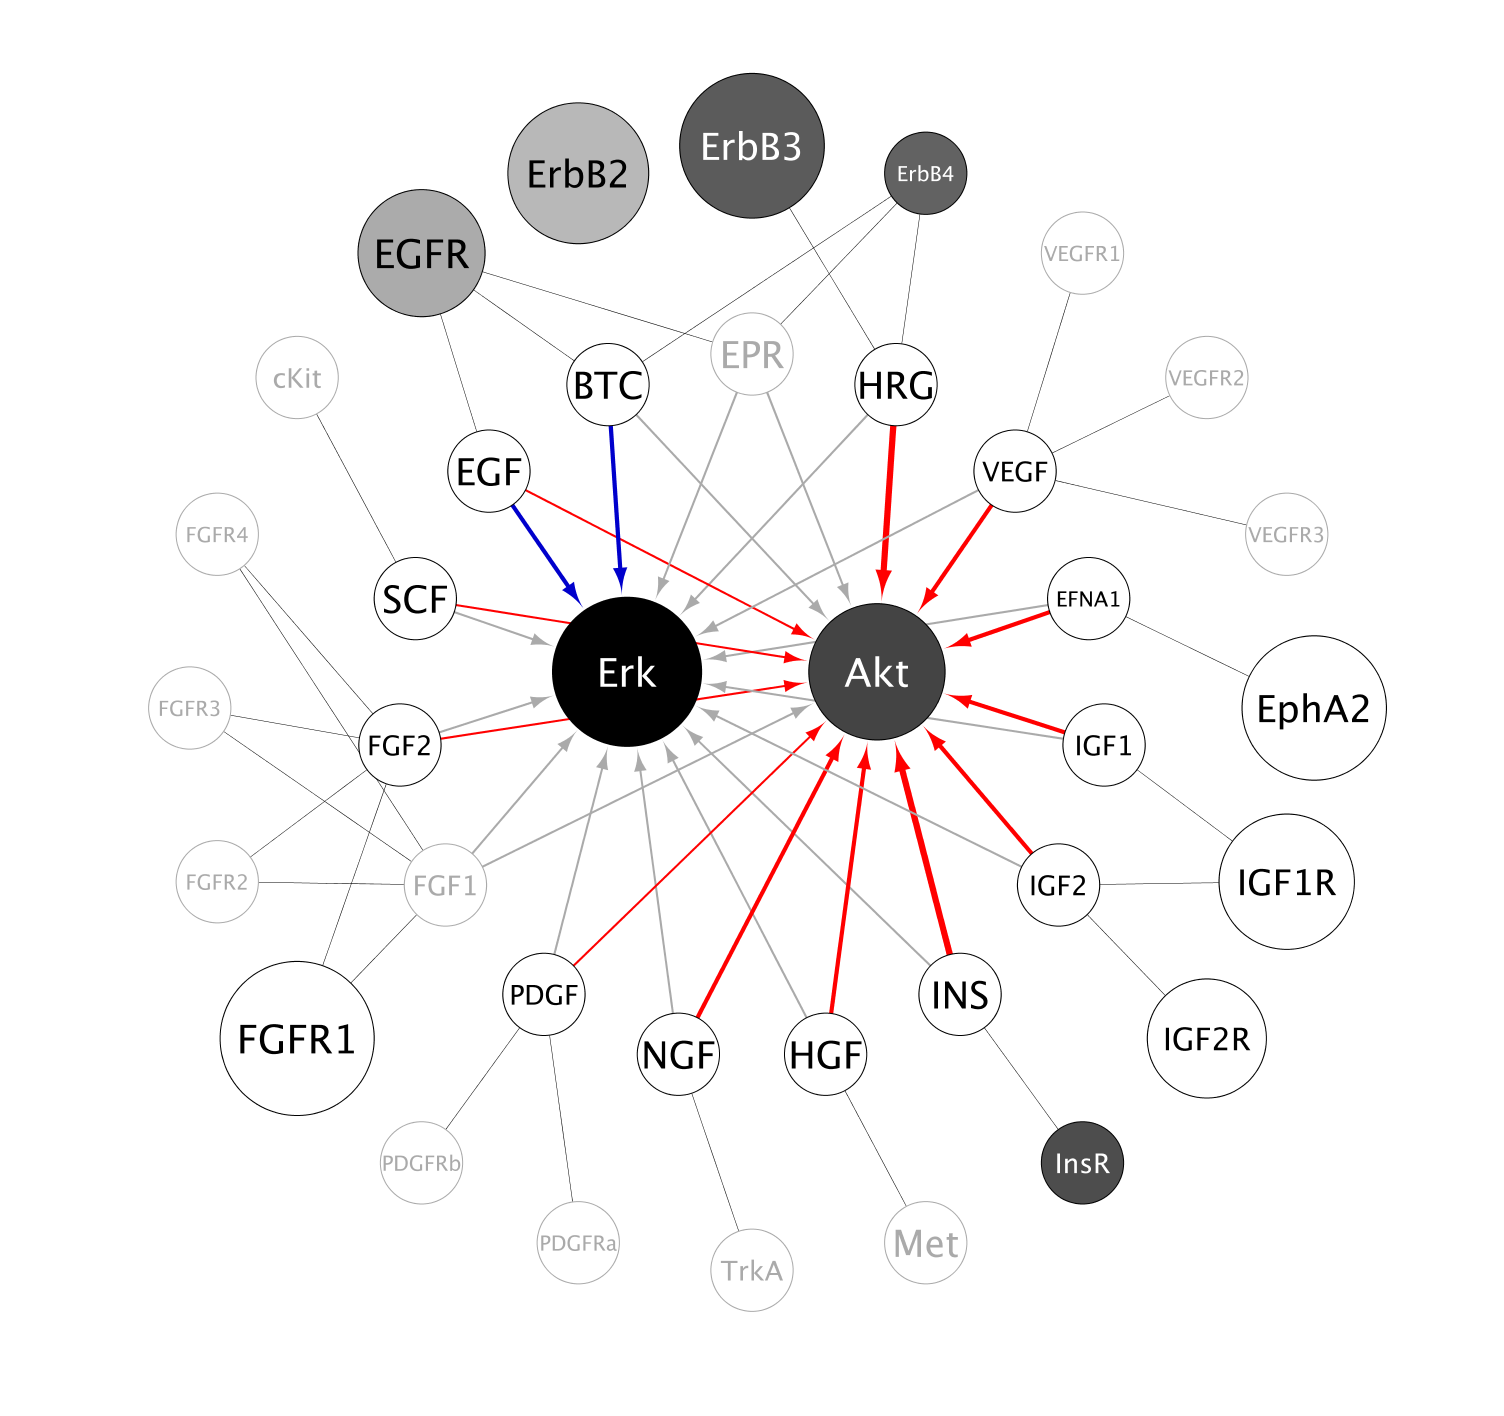 ErbB3
ErbB2
ErbB4
EGFR
VEGFR1
EPR
cKit
BTC
HRG
VEGFR2
EGF
VEGF
FGFR4
VEGFR3
SCF
EFNA1
Erk
Akt
FGFR3
EphA2
FGF2
IGF1
FGFR2
FGF1
IGF2
IGF1R
PDGF
INS
FGFR1
NGF
HGF
IGF2R
PDGFRb
InsR
PDGFRa
Met
TrkA